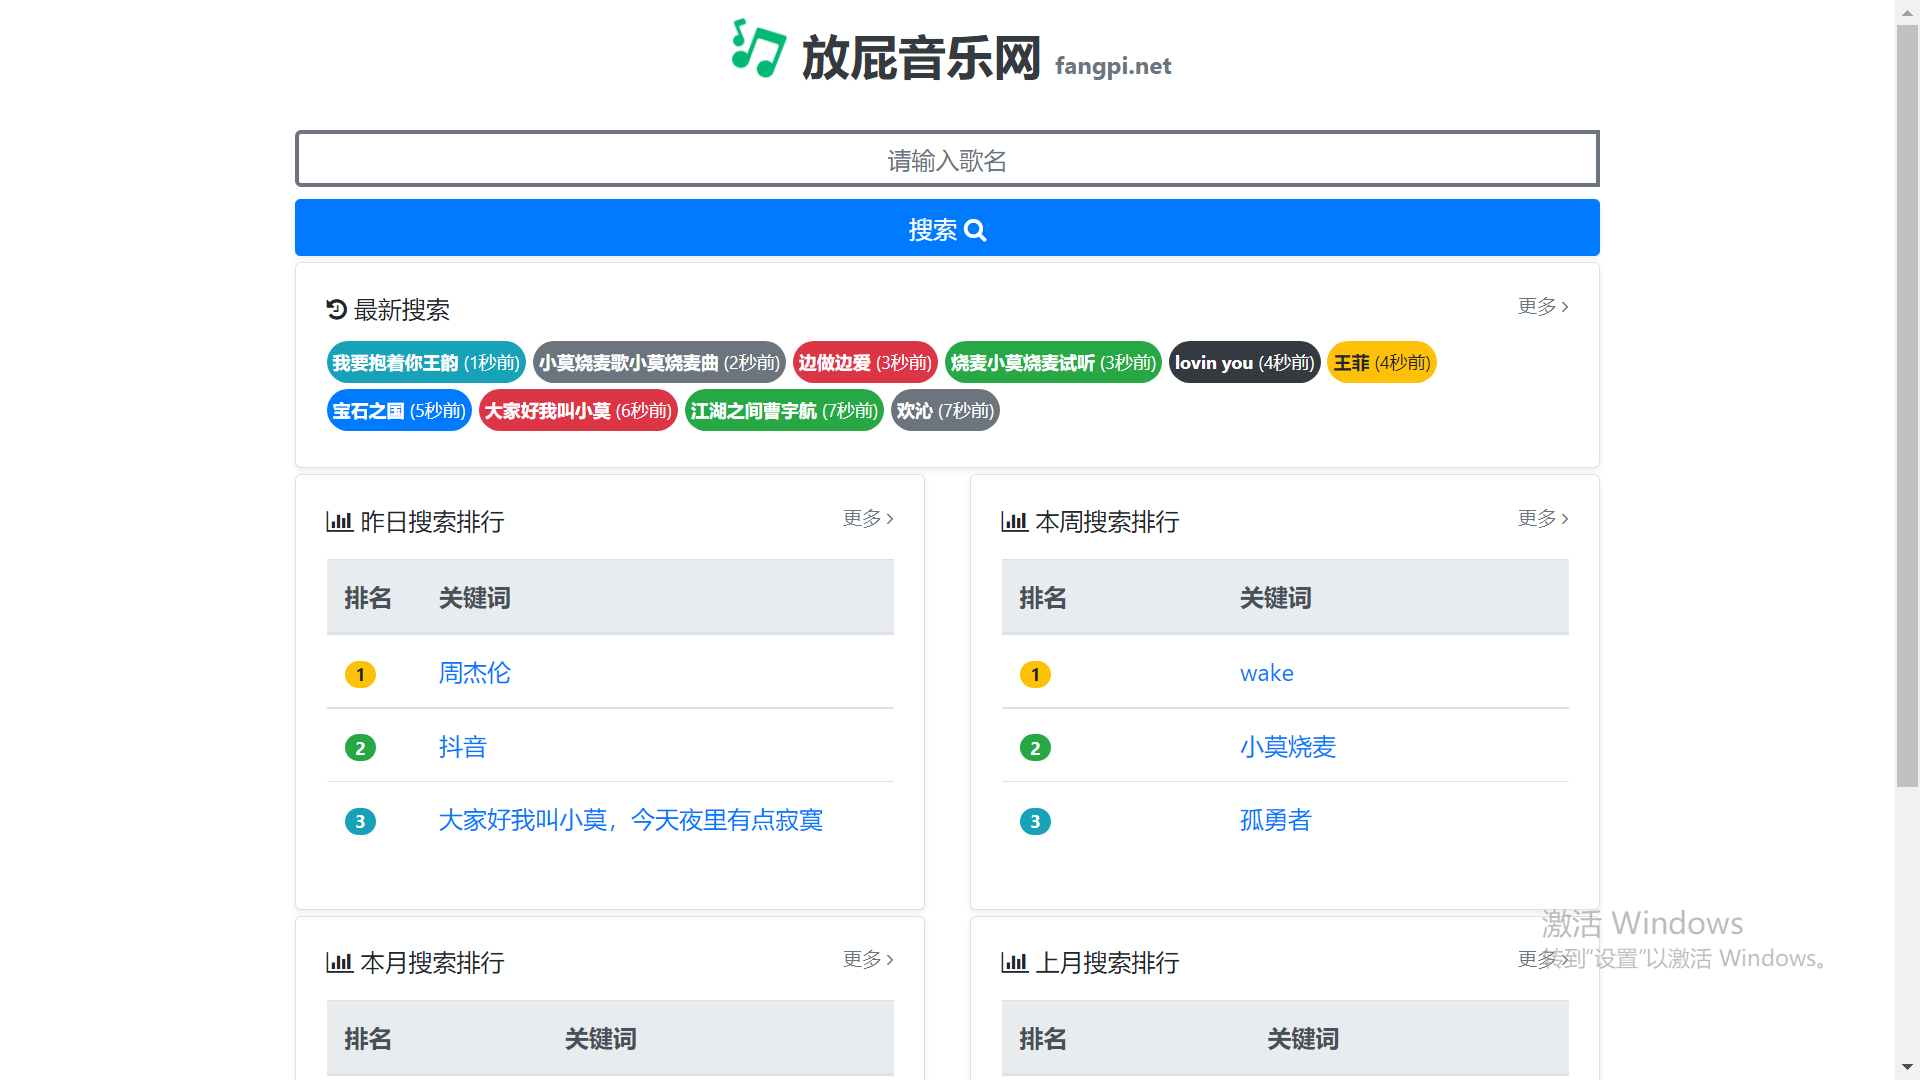 放屁音乐网 fangpi.net
请输入歌名
搜索
最新搜索 更多
我要抱着你王韵 (1秒前) 小莫烧麦歌小莫烧麦曲 (2秒前) 边做边爱 (3秒前) 烧麦小莫烧麦试听 (3秒前) lovin you (4秒前) 王菲 (4秒前)
宝石之国 (5秒前) 大家好我叫小莫 (6秒前) 江湖之间曹宇航 (7秒前) 欢沁 (7秒前)
昨日搜索排行 更多
排名 关键词
1 周杰伦
2 抖音
3 大家好我叫小莫，今天夜里有点寂寞
本周搜索排行 更多
排名 关键词
1 wake
2 小莫烧麦
3 孤勇者
本月搜索排行 更多
排名 关键词
上月搜索排行 更多
排名 关键词
激活 Windows
转到“设置”以激活 Windows。